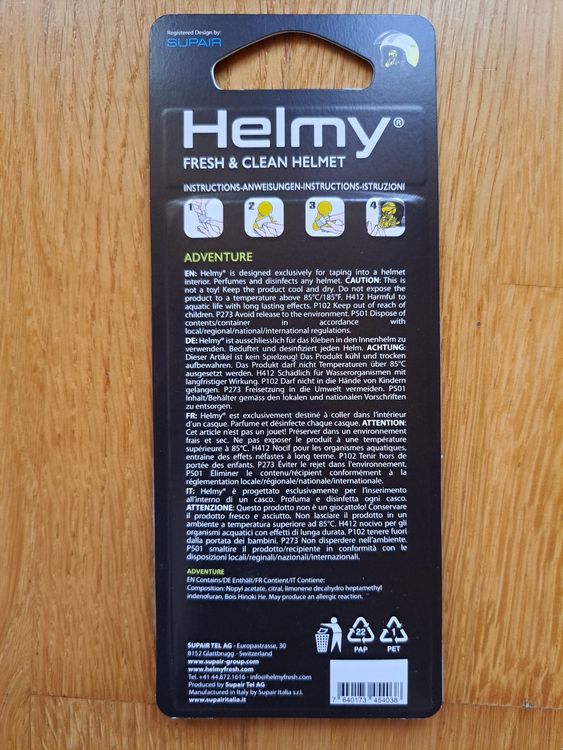 Registered Design by:
SUPAIR
Helmy®
FRESH & CLEAN HELMET
INSTRUCTIONS-ANWEISUNGEN-INSTRUCTIONS-ISTRUZIONI
1 2 3 4
ADVENTURE
EN: Helmy® is designed exclusively for taping into a helmet
interior. Perfumes and disinfects any helmet. CAUTION: This is
not a toy! Keep the product cool and dry. Do not expose the
product to a temperature above 85°C/185°F. H412 Harmful to
aquatic life with long lasting effects. P102 Keep out of reach of
children. P273 Avoid release to the environment. P501 Dispose of
contents/container in accordance with
local/regional/national/international regulations.
DE: Helmy® ist ausschliesslich für das Kleben in den Innenhelm zu
verwenden. Beduftet und desinfiziert jeden Helm. ACHTUNG:
Dieser Artikel ist kein Spielzeug! Das Produkt kühl und trocken
aufbewahren. Das Produkt darf nicht Temperaturen über 85°C
ausgesetzt werden. H412 Schädlich für Wasserorganismen mit
langfristiger Wirkung. P102 Darf nicht in die Hände von Kindern
gelangen. P273 Freisetzung in die Umwelt vermeiden. P501
Inhalt/Behälter gemäss den lokalen und nationalen Vorschriften
zu entsorgen.
FR: Helmy® est exclusivement destiné à coller dans l'intérieur
d'un casque. Parfume et désinfecte chaque casque. ATTENTION:
Cet article n'est pas un jouet! Préserver dans un environnement
frais et sec. Ne pas exposer le produit à une température
supérieure à 85°C. H412 Nocif pour les organismes aquatiques,
entraîne des effets néfastes à long terme. P102 Tenir hors de
portée des enfants. P273 Éviter le rejet dans l'environnement.
P501 Éliminer le contenu/récipient conformément à la
réglementation locale/régionale/nationale/internationale.
IT: Helmy® è progettato esclusivamente per l'inserimento
all'interno di un casco. Profuma e disinfetta ogni casco.
ATTENZIONE: Questo prodotto non è un giocattolo! Conservare
il prodotto fresco e asciutto. Non lasciare il prodotto in un
ambiente a temperatura superiore ad 85°C. H412 nocivo per gli
organismi acquatici con effetti di lunga durata. P102 tenere fuori
dalla portata dei bambini. P273 Non disperdere nell'ambiente.
P501 smaltire il prodotto/recipiente in conformità con le
disposizioni locali/reginali/nazionali/internazionali.
ADVENTURE
EN Contains/DE Enthält/FR Contient/IT Contiene:
Composition: Nopyl acetate, citral, limonene decahydro heptamethyl
indenofuran, Bois Hinoki He. May produce an allergic reaction.
SUPAIR TEL AG - Europastrasse, 30
8152 Glattbrugg - Switzerland
www.supair-group.com
www.helmyfresh.com
Tel. +41 44.872.1616 - info@helmyfresh.com
Produced by Supair Tel AG
Manufactured in Italy by Supair Italia s.r.l.
www.supairitalia.it
22
PAP
1
PET
7 640173 454038